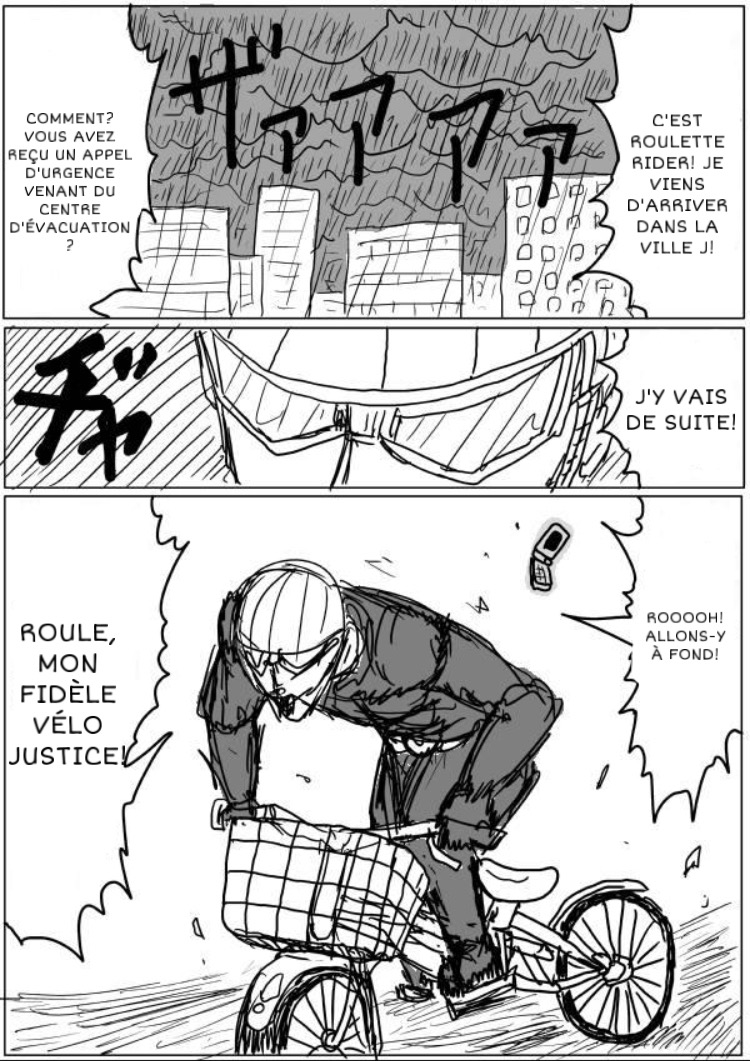 C'EST
ROULETTE
RIDER! JE
VIENS
D'ARRIVER
DANS LA
VILLE J!
ザアアアア
COMMENT?
VOUS AVEZ
REÇU UN APPEL
D'URGENCE
VENANT DU
CENTRE
D'ÉVACUATION
?
J'Y VAIS
DE SUITE!
ヂャ
ROOOOH!
ALLONS-Y
À FOND!
ROULE,
MON
FIDÈLE
VÉLO
JUSTICE!